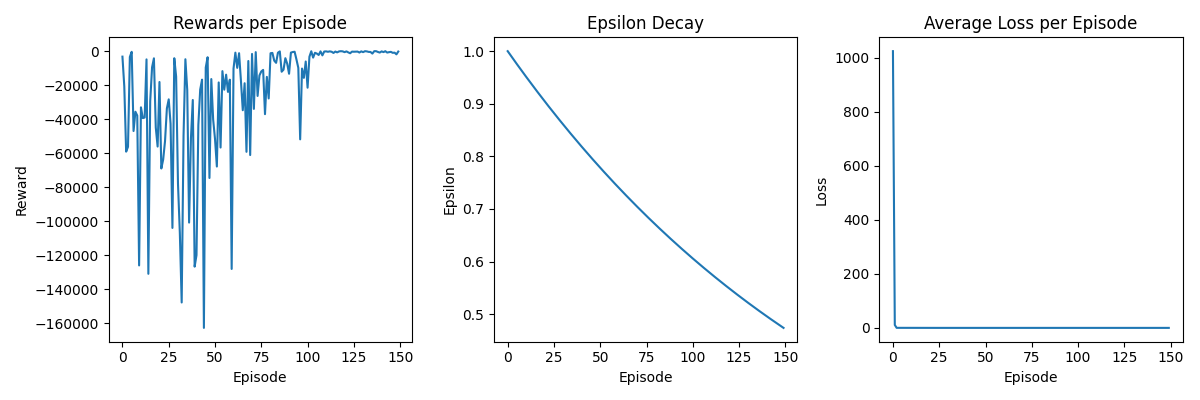 Rewards per Episode
0
−20000
−40000
−60000
−80000
−100000
−120000
−140000
−160000
Reward
0 25 50 75 100 125 150
Episode
Epsilon Decay
1.0
0.9
0.8
0.7
0.6
0.5
Epsilon
0 25 50 75 100 125 150
Episode
Average Loss per Episode
1000
800
600
400
200
0
Loss
0 25 50 75 100 125 150
Episode